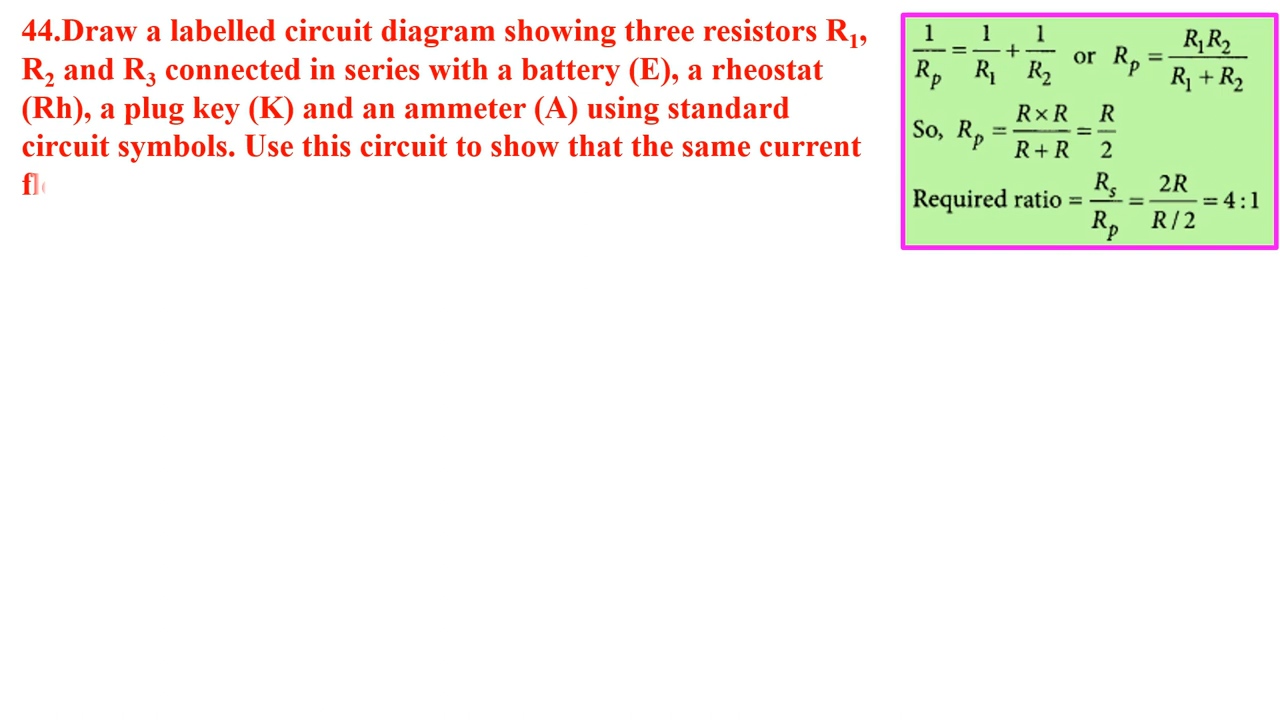 44.Draw a labelled circuit diagram showing three resistors R₁,
R₂ and R₃ connected in series with a battery (E), a rheostat
(Rh), a plug key (K) and an ammeter (A) using standard
circuit symbols. Use this circuit to show that the same current
1/Rp = 1/R₁ + 1/R₂ or Rp = R₁R₂/(R₁ + R₂)
So, Rp = (R × R)/(R + R) = R/2
Required ratio = Rs/Rp = 2R/(R / 2) = 4 : 1